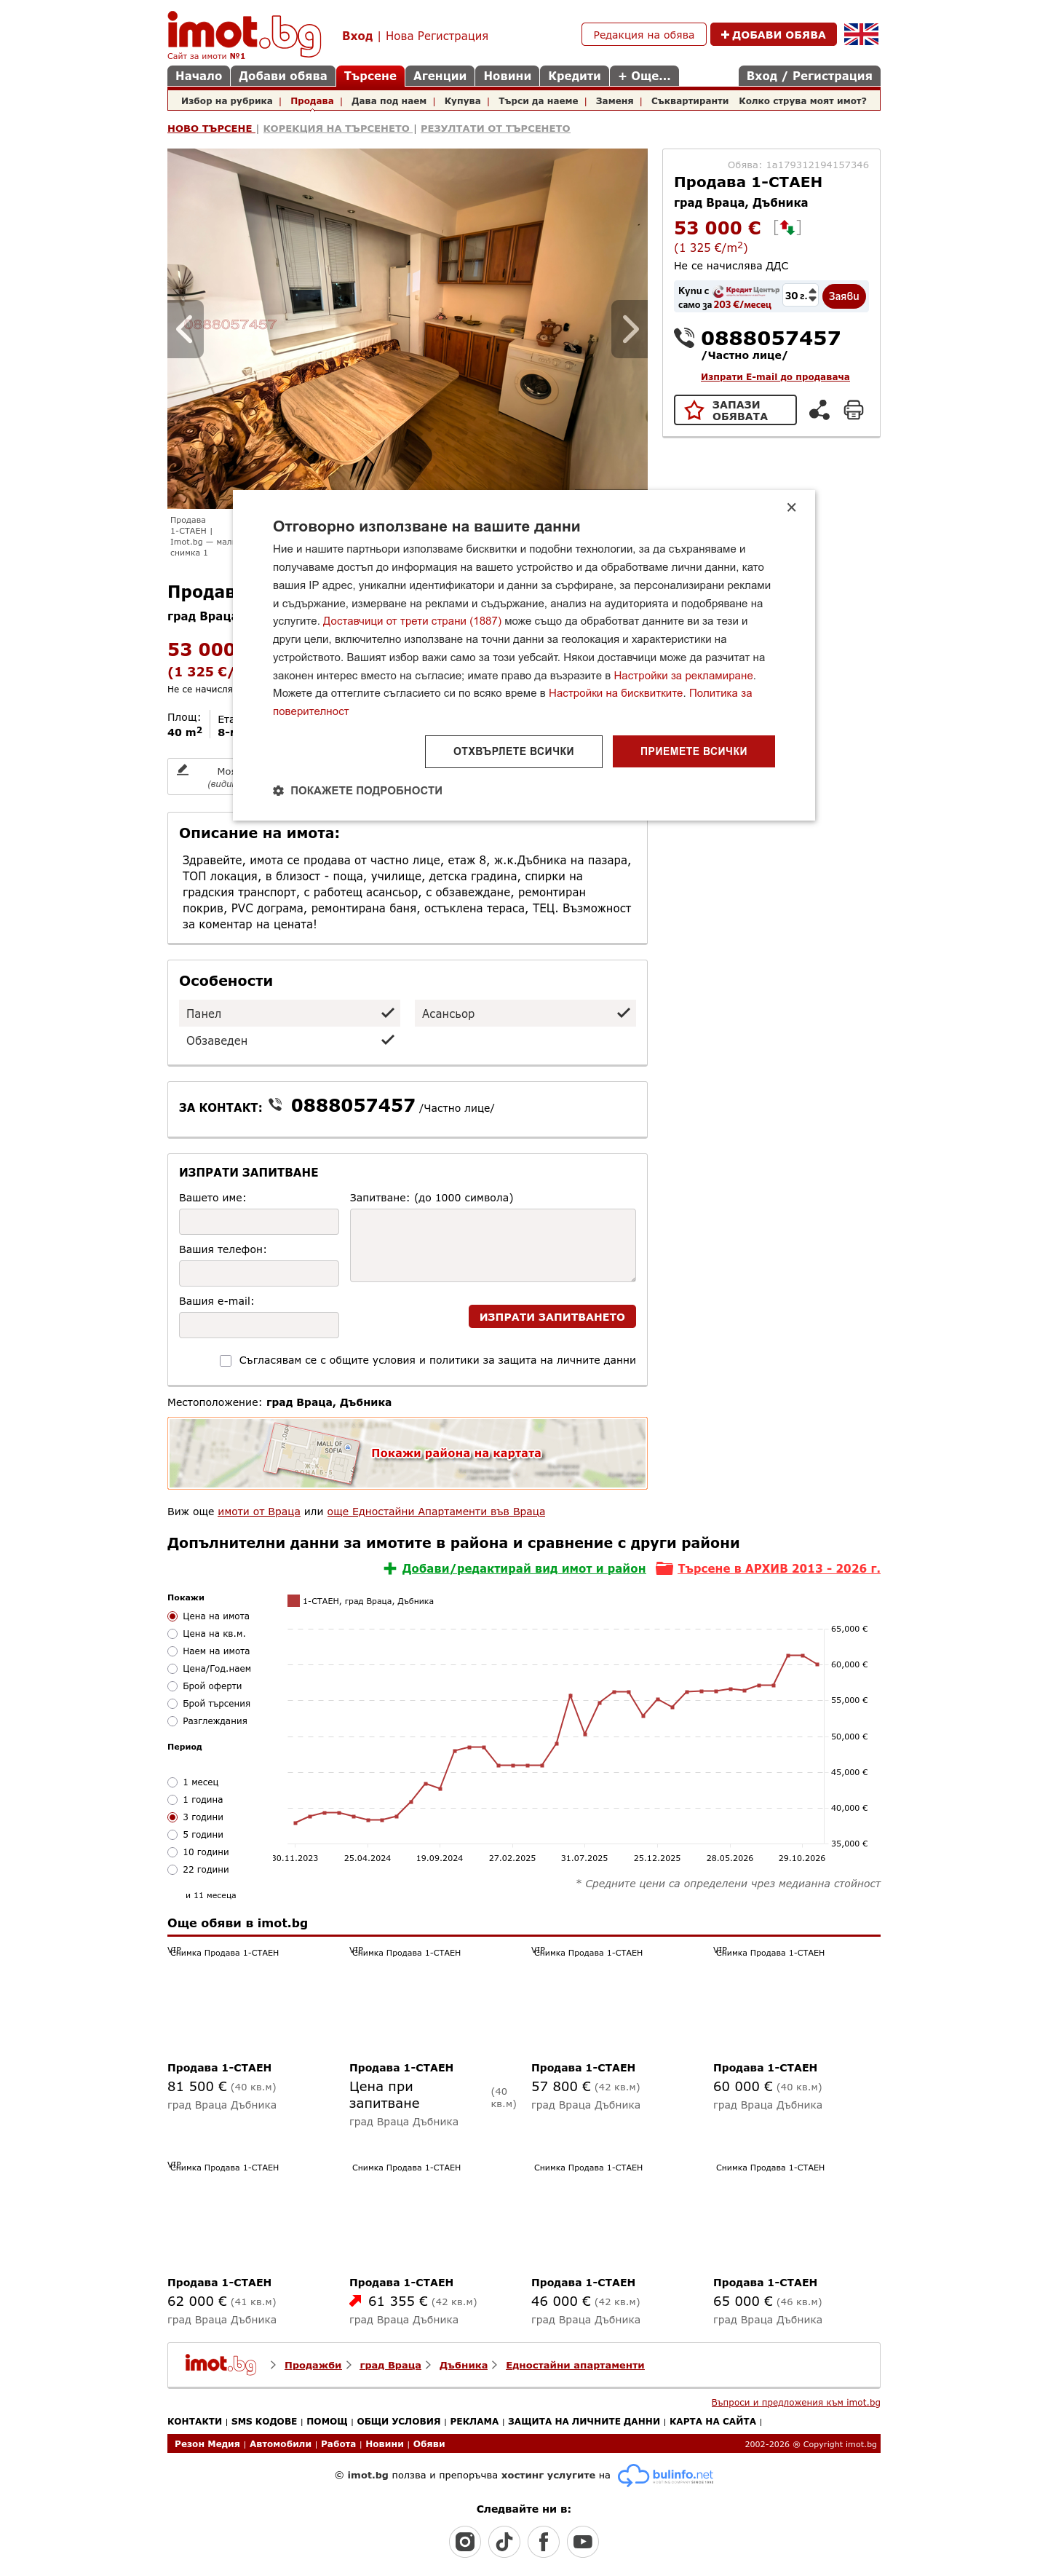 imot.bg
Сайт за имоти №1
Вход | Нова Регистрация
Редакция на обява
ДОБАВИ ОБЯВА
Начало
Добави обява
Търсене
Агенции
Новини
Кредити
+ Още...
Вход / Регистрация
Избор на рубрика | Продава | Дава под наем | Купува | Търси да наеме | Заменя | Съквартиранти Колко струва моят имот?
НОВО ТЪРСЕНЕ | КОРЕКЦИЯ НА ТЪРСЕНЕТО | РЕЗУЛТАТИ ОТ ТЪРСЕНЕТО
0888057457
Обява: 1a179312194157346
Продава 1-СТАЕН
град Враца, Дъбника
53 000 €
(1 325 €/m2)
Не се начислява ДДС
Купи с Кредит Център
само за 203 €/месец
30 г.
Заяви
0888057457
/Частно лице/
Изпрати E-mail до продавача
ЗАПАЗИ
ОБЯВАТА
Продава
1-СТАЕН |
Imot.bg —
снимка 1
град
53 000
(1 325
Не се
Площ:
40 m2
×
Отговорно използване на вашите данни
Ние и нашите партньори използваме бисквитки и подобни технологии, за да съхраняваме и
получаваме достъп до информация на вашето устройство и да обработваме лични данни, като
вашия IP адрес, уникални идентификатори и данни за сърфиране, за персонализирани реклами
и съдържание, измерване на реклами и съдържание, анализ на аудиторията и подобряване на
услугите. Доставчици от трети страни (1887) може също да обработват данните ви за тези и
други цели, включително използване на точни данни за геолокация и характеристики на
устройството. Вашият избор важи само за този уебсайт. Някои доставчици може да разчитат на
законен интерес вместо на съгласие; имате право да възразите в Настройки за рекламиране.
Можете да оттеглите съгласието си по всяко време в Настройки на бисквитките. Политика за
поверителност
ОТХВЪРЛЕТЕ ВСИЧКИ
ПРИЕМЕТЕ ВСИЧКИ
ПОКАЖЕТЕ ПОДРОБНОСТИ
Описание на имота:
Здравейте, имота се продава от частно лице, етаж 8, ж.к.Дъбника на пазара,
ТОП локация, в близост - поща, училище, детска градина, спирки на
градския транспорт, с работещ асансьор, с обзавеждане, ремонтиран
покрив, PVC дограма, ремонтирана баня, остъклена тераса, ТЕЦ. Възможност
за коментар на цената!
Особености
Панел
Асансьор
Обзаведен
ЗА КОНТАКТ: 0888057457 /Частно лице/
ИЗПРАТИ ЗАПИТВАНЕ
Вашето име:
Запитване: (до 1000 символа)
Вашия телефон:
Вашия e-mail:
ИЗПРАТИ ЗАПИТВАНЕТО
Съгласявам се с общите условия и политики за защита на личните данни
Местоположение: град Враца, Дъбника
MALL OF
SOFIA
Покажи района на картата
Виж още имоти от Враца или още Едностайни Апартаменти във Враца
Допълнителни данни за имотите в района и сравнение с други райони
Добави/редактирай вид имот и район
Търсене в АРХИВ 2013 - 2026 г.
Покажи
Цена на имота
Цена на кв.м.
Наем на имота
Цена/Год.наем
Брой оферти
Брой търсения
Разглеждания
Период
1 месец
1 година
3 години
5 години
10 години
22 години
и 11 месеца
1-СТАЕН, град Враца, Дъбника
65,000 €
60,000 €
55,000 €
50,000 €
45,000 €
40,000 €
35,000 €
30.11.2023 25.04.2024 19.09.2024 27.02.2025 31.07.2025 25.12.2025 28.05.2026 29.10.2026
* Средните цени са определени чрез медианна стойност
Още обяви в imot.bg
VIP Снимка Продава 1-СТАЕН
VIP Снимка Продава 1-СТАЕН
VIP Снимка Продава 1-СТАЕН
VIP Снимка Продава 1-СТАЕН
Продава 1-СТАЕН
81 500 € (40 кв.м)
град Враца Дъбника
Продава 1-СТАЕН
Цена при
запитване
(40
кв.м)
град Враца Дъбника
Продава 1-СТАЕН
57 800 € (42 кв.м)
град Враца Дъбника
Продава 1-СТАЕН
60 000 € (40 кв.м)
град Враца Дъбника
VIP Снимка Продава 1-СТАЕН
Снимка Продава 1-СТАЕН
Снимка Продава 1-СТАЕН
Снимка Продава 1-СТАЕН
Продава 1-СТАЕН
62 000 € (41 кв.м)
град Враца Дъбника
Продава 1-СТАЕН
61 355 € (42 кв.м)
град Враца Дъбника
Продава 1-СТАЕН
46 000 € (42 кв.м)
град Враца Дъбника
Продава 1-СТАЕН
65 000 € (46 кв.м)
град Враца Дъбника
imot.bg
Продажби
град Враца
Дъбника
Едностайни апартаменти
Въпроси и предложения към imot.bg
КОНТАКТИ | SMS КОДОВЕ | ПОМОЩ | ОБЩИ УСЛОВИЯ | РЕКЛАМА | ЗАЩИТА НА ЛИЧНИТЕ ДАННИ | КАРТА НА САЙТА |
Резон Медия | Автомобили | Работа | Новини | Обяви
2002-2026 ® Copyright imot.bg
© imot.bg ползва и препоръчва хостинг услугите на
bulinfo.net
Следвайте ни в: